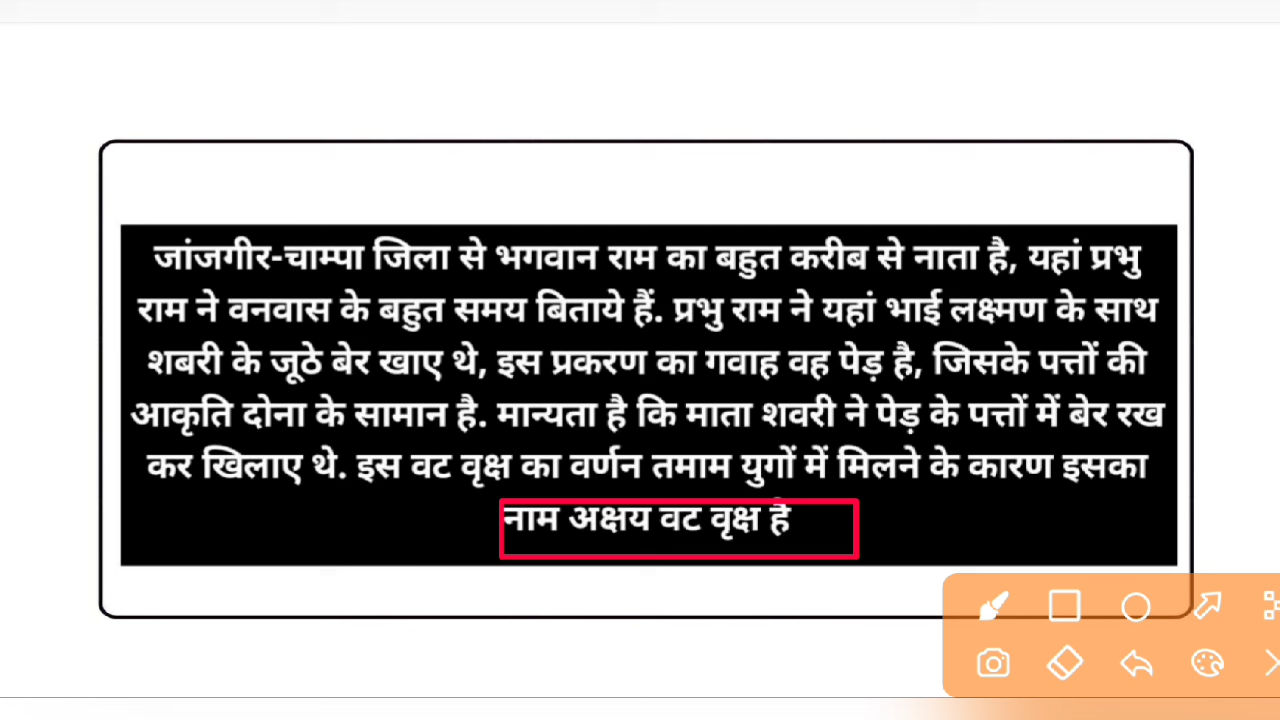 जांजगीर-चाम्पा जिला से भगवान राम का बहुत करीब से नाता है, यहां प्रभु
राम ने वनवास के बहुत समय बिताये हैं. प्रभु राम ने यहां भाई लक्ष्मण के साथ
शबरी के जूठे बेर खाए थे, इस प्रकरण का गवाह वह पेड़ है, जिसके पत्तों की
आकृति दोना के सामान है. मान्यता है कि माता शवरी ने पेड़ के पत्तों में बेर रख
कर खिलाए थे. इस वट वृक्ष का वर्णन तमाम युगों में मिलने के कारण इसका
नाम अक्षय वट वृक्ष है